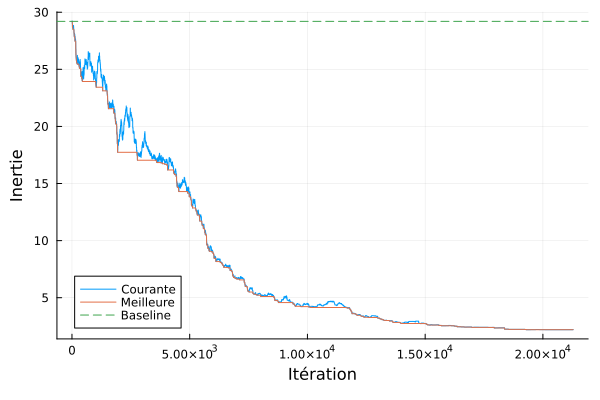 30
25
20
15
10
5
Inertie
Courante
Meilleure
Baseline
0
5.00×10³
1.00×10⁴
1.50×10⁴
2.00×10⁴
Itération